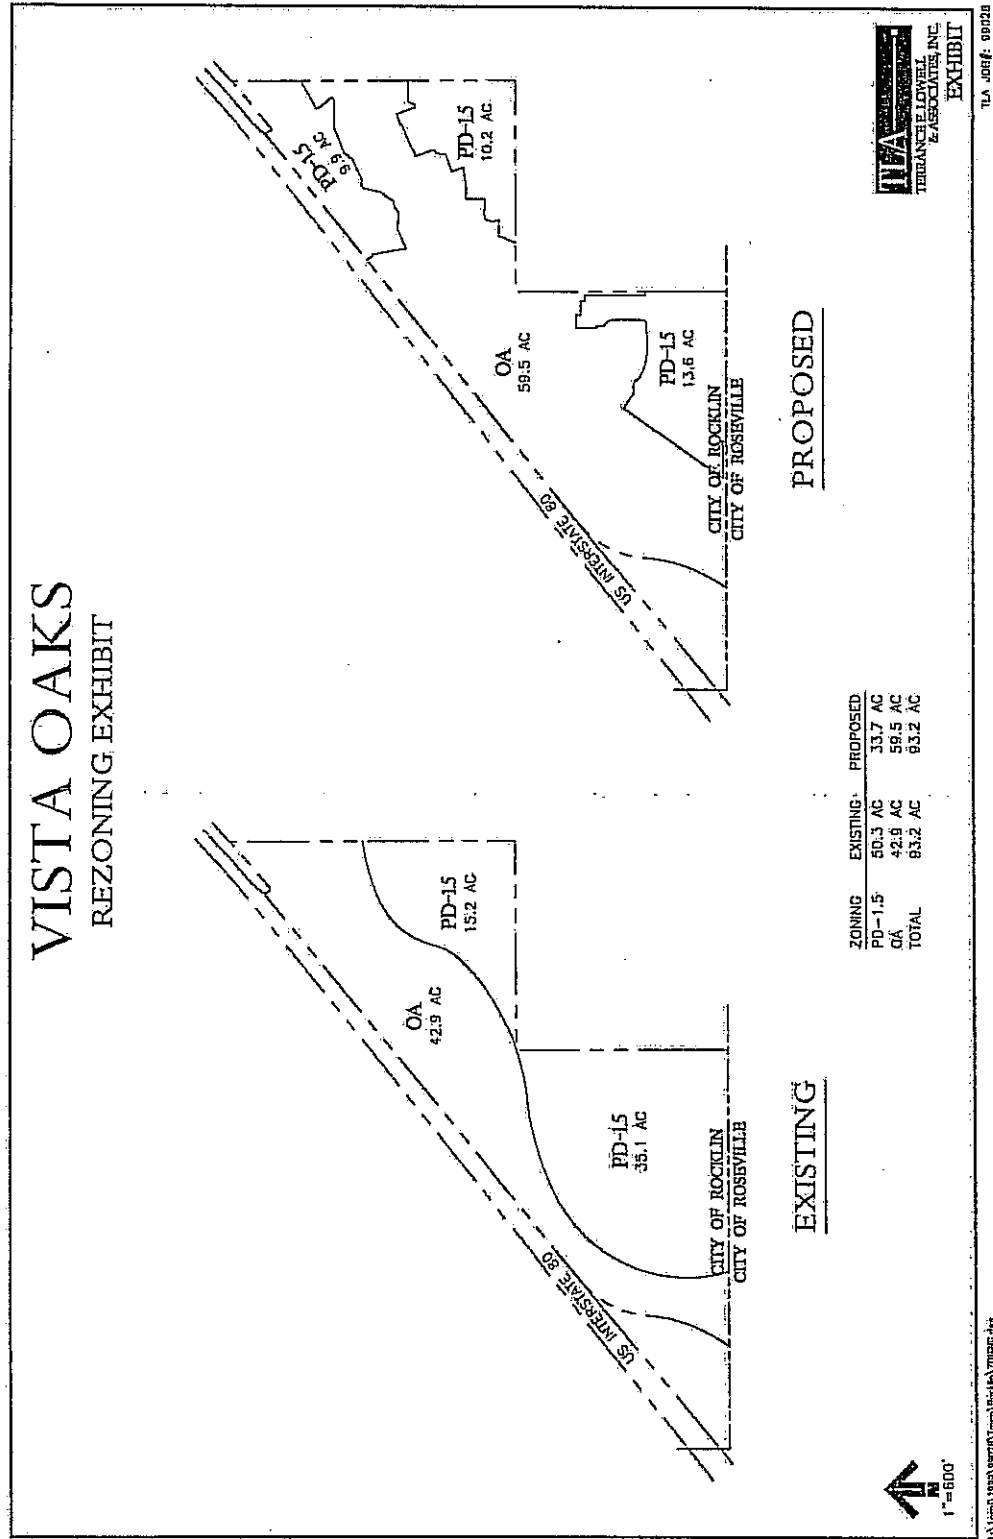 VISTA OAKS
REZONING EXHIBIT
US INTERSTATE 80
OA
42.9 AC
PD-1.5
15.2 AC
PD-1.5
35.1 AC
CITY OF ROCKLIN
CITY OF ROSEVILLE
EXISTING
US INTERSTATE 80
PD-1.5
9.9 AC
PD-1.5
10.2 AC
OA
59.5 AC
PD-1.5
13.6 AC
CITY OF ROCKLIN
CITY OF ROSEVILLE
PROPOSED
ZONING EXISTING PROPOSED
PD-1.5 50.3 AC 33.7 AC
OA 42.9 AC 59.5 AC
TOTAL 93.2 AC 93.2 AC
N
1"=600'
TLA
TERRANCE E. LOWELL
& ASSOCIATES, INC.
EXHIBIT
TLA JOB#: 99028